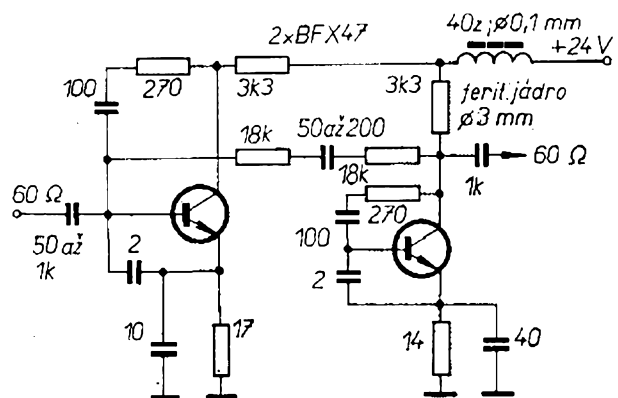 2xBFX47
40z;ø0,1 mm
+24V
100
270
3k3
3k3
ferit.jádro
ø3 mm
18k
50až200
18k
1k
60 Ω
60 Ω
50 až
1k
2
270
100
2
10
17
14
40